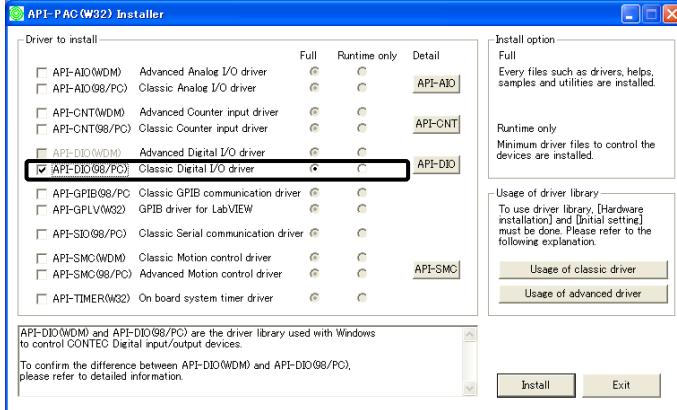 API-PAC(W32) Installer
Driver to install
Full Runtime only Detail
API-AIO(WDM) Advanced Analog I/O driver
API-AIO(98/PC) Classic Analog I/O driver
API-AIO
API-CNT(WDM) Advanced Counter input driver
API-CNT(98/PC) Classic Counter input driver
API-CNT
API-DIO(WDM) Advanced Digital I/O driver
API-DIO(98/PC) Classic Digital I/O driver
API-DIO
API-GPIB(98/PC Classic GPIB communication driver
API-GPLV(W32) GPIB driver for LabVIEW
API-SIO(98/PC) Classic Serial communication driver
API-SMC(WDM) Classic Motion control driver
API-SMC(98/PC) Advanced Motion control driver
API-SMC
API-TIMER(W32) On board system timer driver
Install option
Full
Every files such as drivers, helps,
samples and utilities are installed.
Runtime only
Minimum driver files to control the
devices are installed.
Usage of driver library
To use driver library, [Hardware
installation] and [Initial setting]
must be done. Please refer to the
following explanation.
Usage of classic driver
Usage of advanced driver
API-DIO(WDM) and API-DIO(98/PC) are the driver library used with Windows
to control CONTEC Digital input/output devices.
To confirm the difference between API-DIO(WDM) and API-DIO(98/PC),
please refer to detailed information.
Install Exit